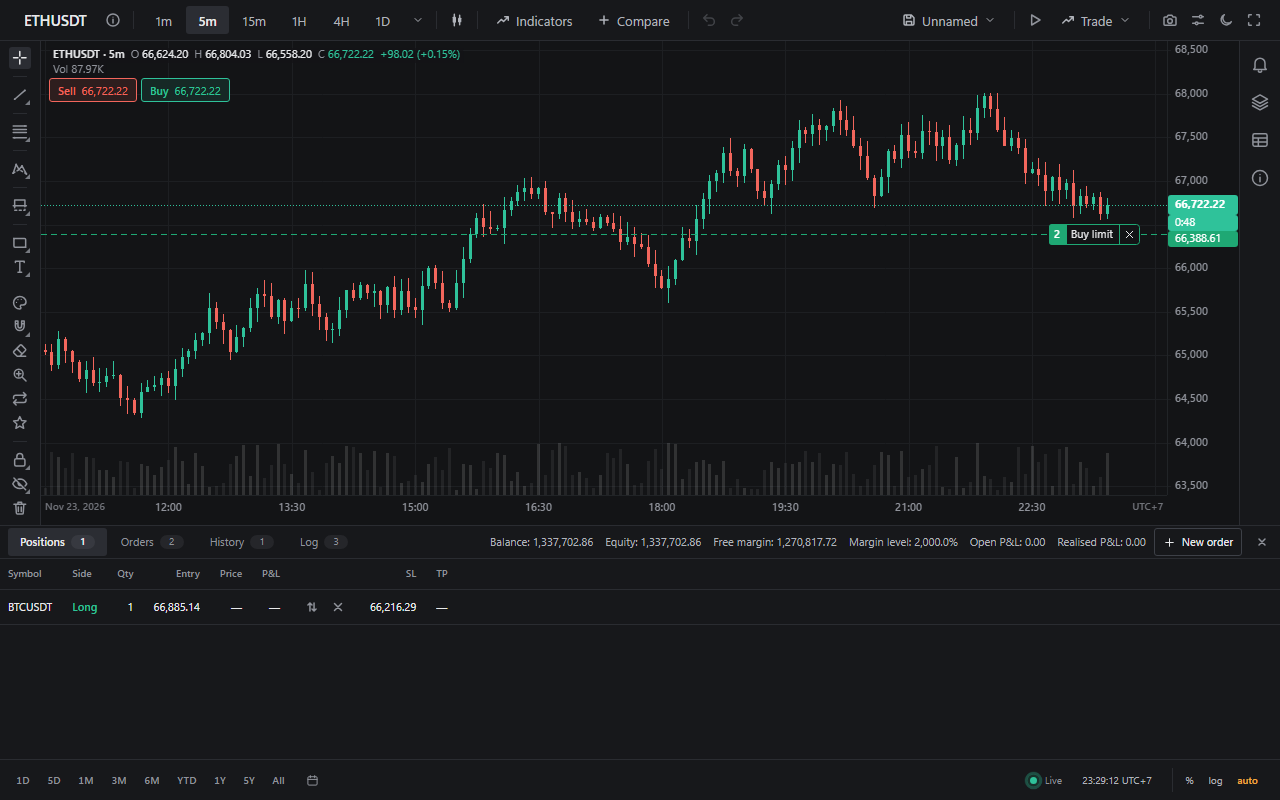 ETHUSDT 1m 5m 15m 1H 4H 1D Indicators Compare Unnamed Trade
ETHUSDT · 5m O 66,624.20 H 66,804.03 L 66,558.20 C 66,722.22 +98.02 (+0.15%)
Vol 87.97K
Sell 66,722.22 Buy 66,722.22
68,500
68,000
67,500
67,000
66,722.22
0:48
2 Buy limit 66,388.61
66,000
65,500
65,000
64,500
64,000
63,500
Nov 23, 2026 12:00 13:30 15:00 16:30 18:00 19:30 21:00 22:30 UTC+7
Positions 1 Orders 2 History 1 Log 3 Balance: 1,337,702.86 Equity: 1,337,702.86 Free margin: 1,270,817.72 Margin level: 2,000.0% Open P&L: 0.00 Realised P&L: 0.00 New order
Symbol Side Qty Entry Price P&L SL TP
BTCUSDT Long 1 66,885.14 — — 66,216.29 —
1D 5D 1M 3M 6M YTD 1Y 5Y All Live 23:29:12 UTC+7 % log auto